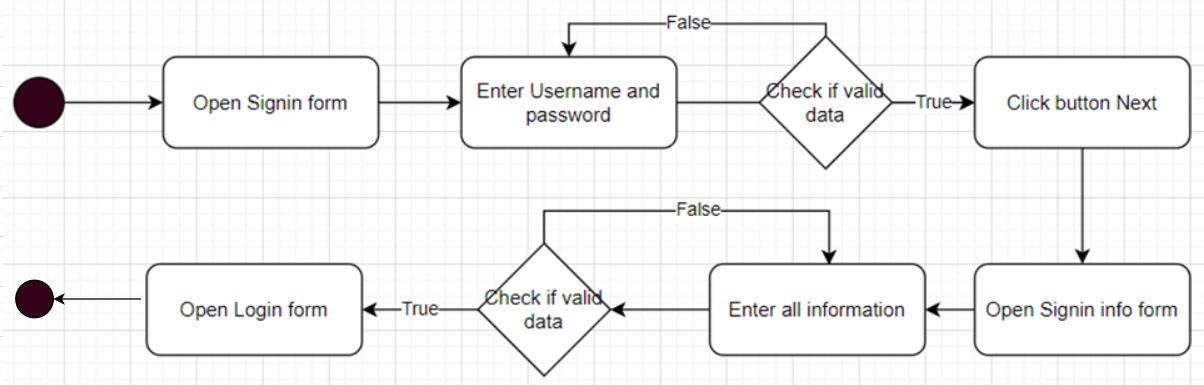 False
Open Signin form
Enter Username and
password
Check if valid
data
True
Click button Next
False
Open Login form
True
Check if valid
data
Enter all information
Open Signin info form